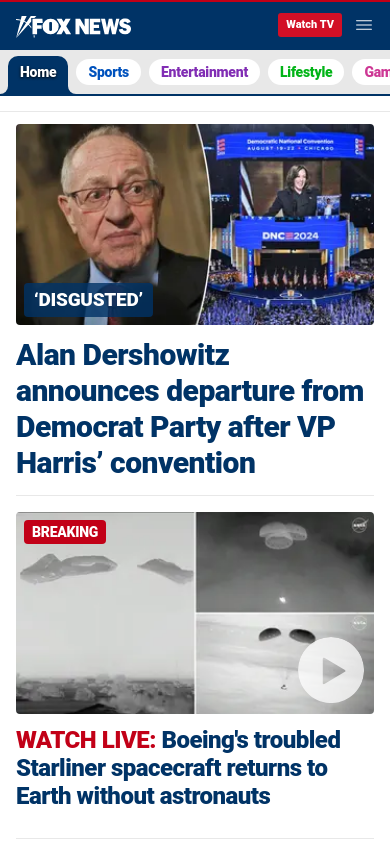 FOX NEWS
Watch TV
Home Sports Entertainment Lifestyle Gam
Democratic National Convention
AUGUST 19-22 • CHICAGO
DNC 2024
‘DISGUSTED’
Alan Dershowitz
announces departure from
Democrat Party after VP
Harris’ convention
BREAKING
WATCH LIVE: Boeing's troubled
Starliner spacecraft returns to
Earth without astronauts